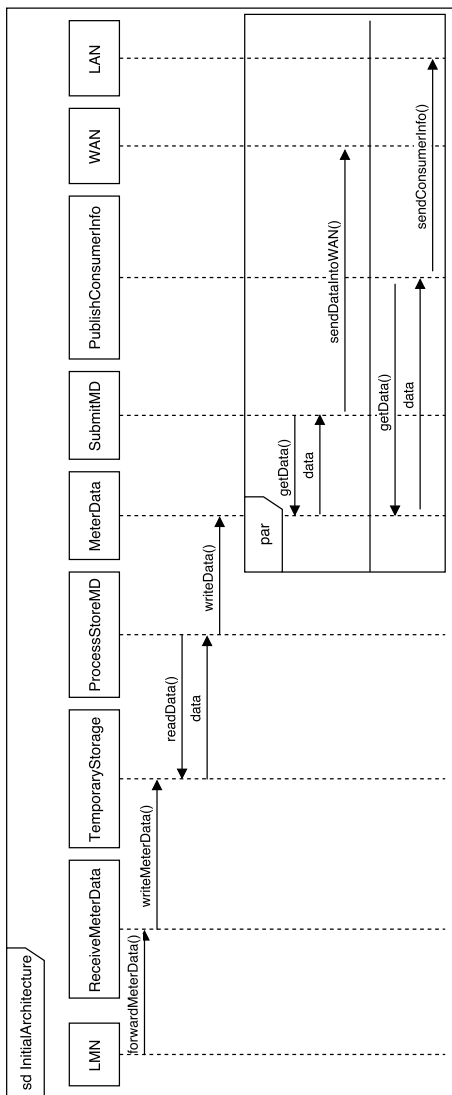 sd InitialArchitecture
LMN
ReceiveMeterData
TemporaryStorage
ProcessStoreMD
MeterData
SubmitMD
PublishConsumerInfo
WAN
LAN
forwardMeterData()
writeMeterData()
readData()
data
writeData()
par
getData()
data
sendDataIntoWAN()
getData()
data
sendConsumerInfo()